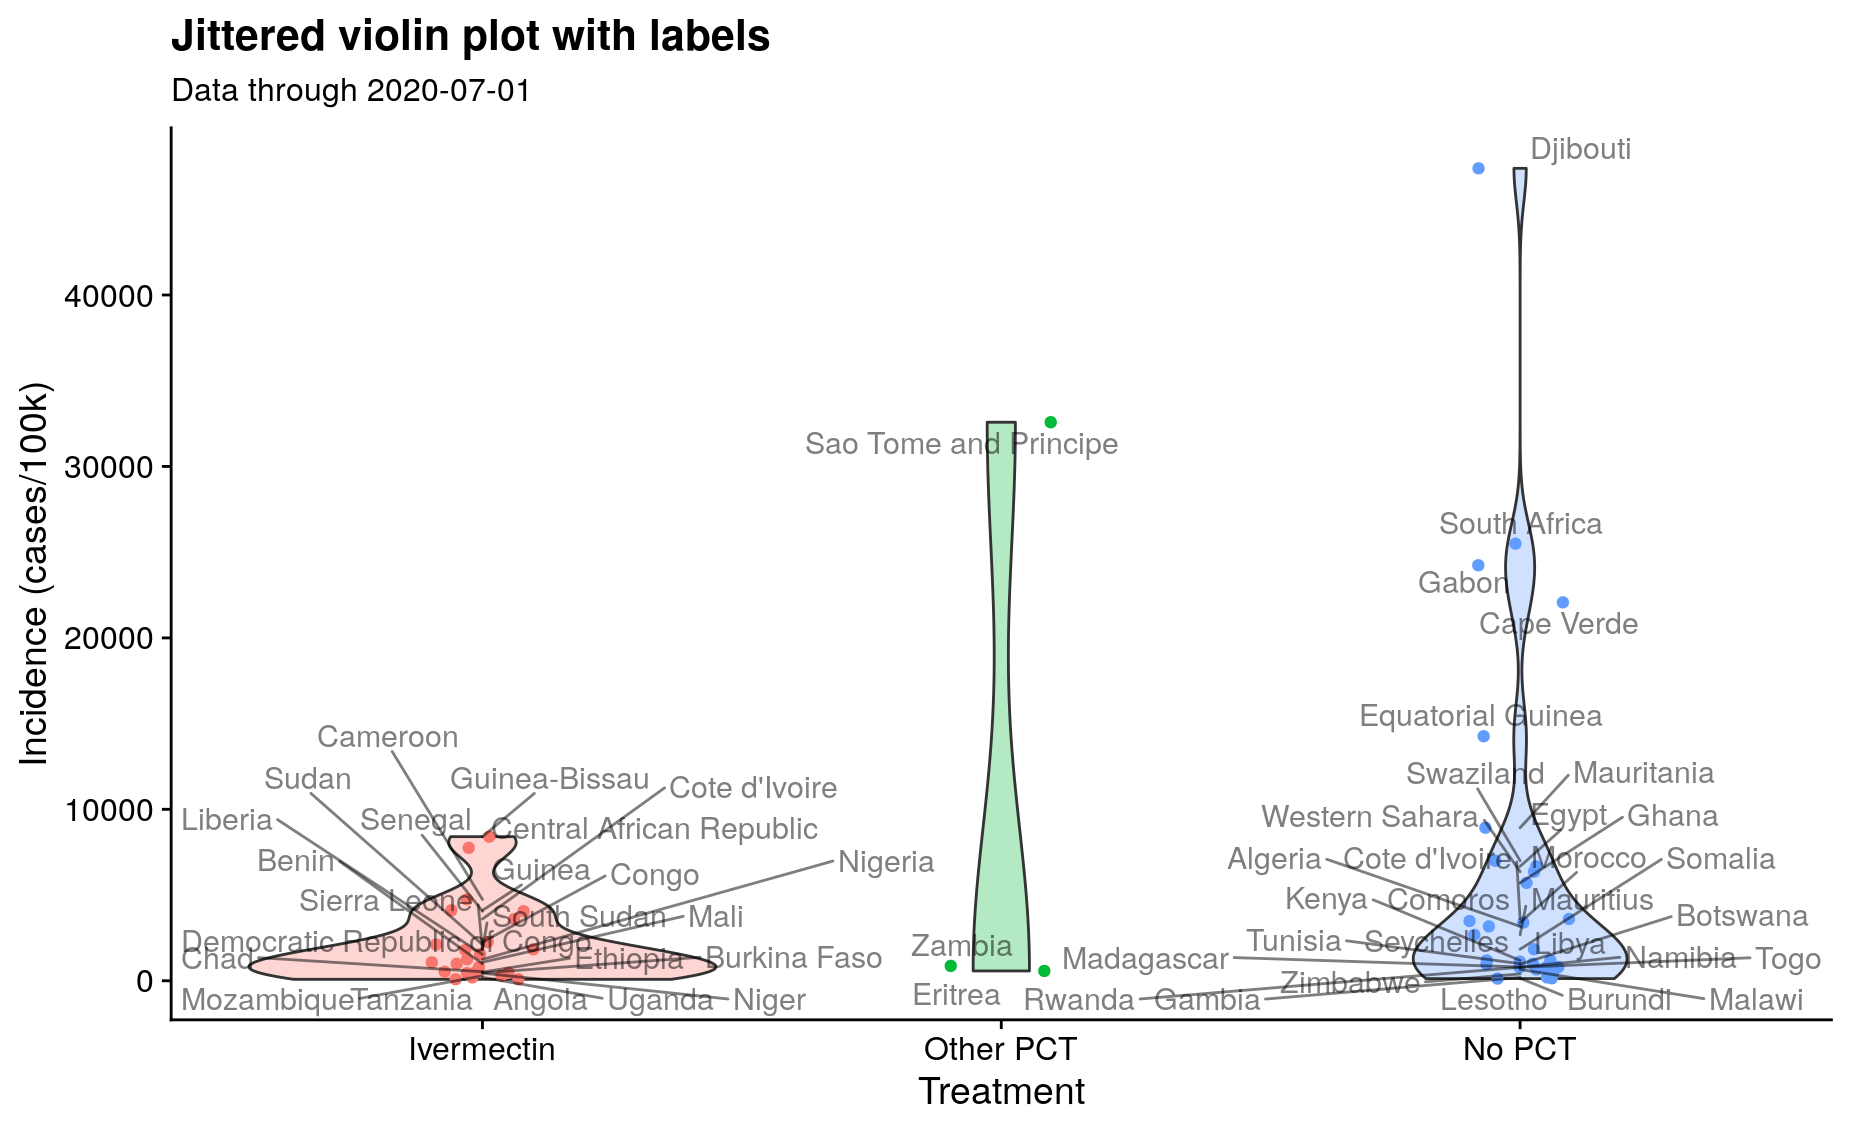 Jittered violin plot with labels
Data through 2020-07-01
Incidence (cases/100k)
40000
30000
20000
10000
0
Djibouti
Sao Tome and Principe
South Africa
Gabon
Cape Verde
Equatorial Guinea
Cameroon
Sudan
Guinea-Bissau
Cote d'Ivoire
Liberia
Senegal
Central African Republic
Benin
Guinea
Congo
Nigeria
Sierra Leone
South Sudan
Mali
Democratic Republic of Congo
Chad
Ethiopia
Burkina Faso
Mozambique
Tanzania
Angola
Uganda
Niger
Zambia
Eritrea
Swaziland
Mauritania
Western Sahara
Egypt
Ghana
Algeria
Cote d'Ivoire
Morocco
Somalia
Kenya
Comoros
Mauritius
Botswana
Tunisia
Seychelles
Libya
Madagascar
Namibia
Togo
Zimbabwe
Rwanda
Gambia
Lesotho
Burundi
Malawi
Ivermectin
Other PCT
No PCT
Treatment